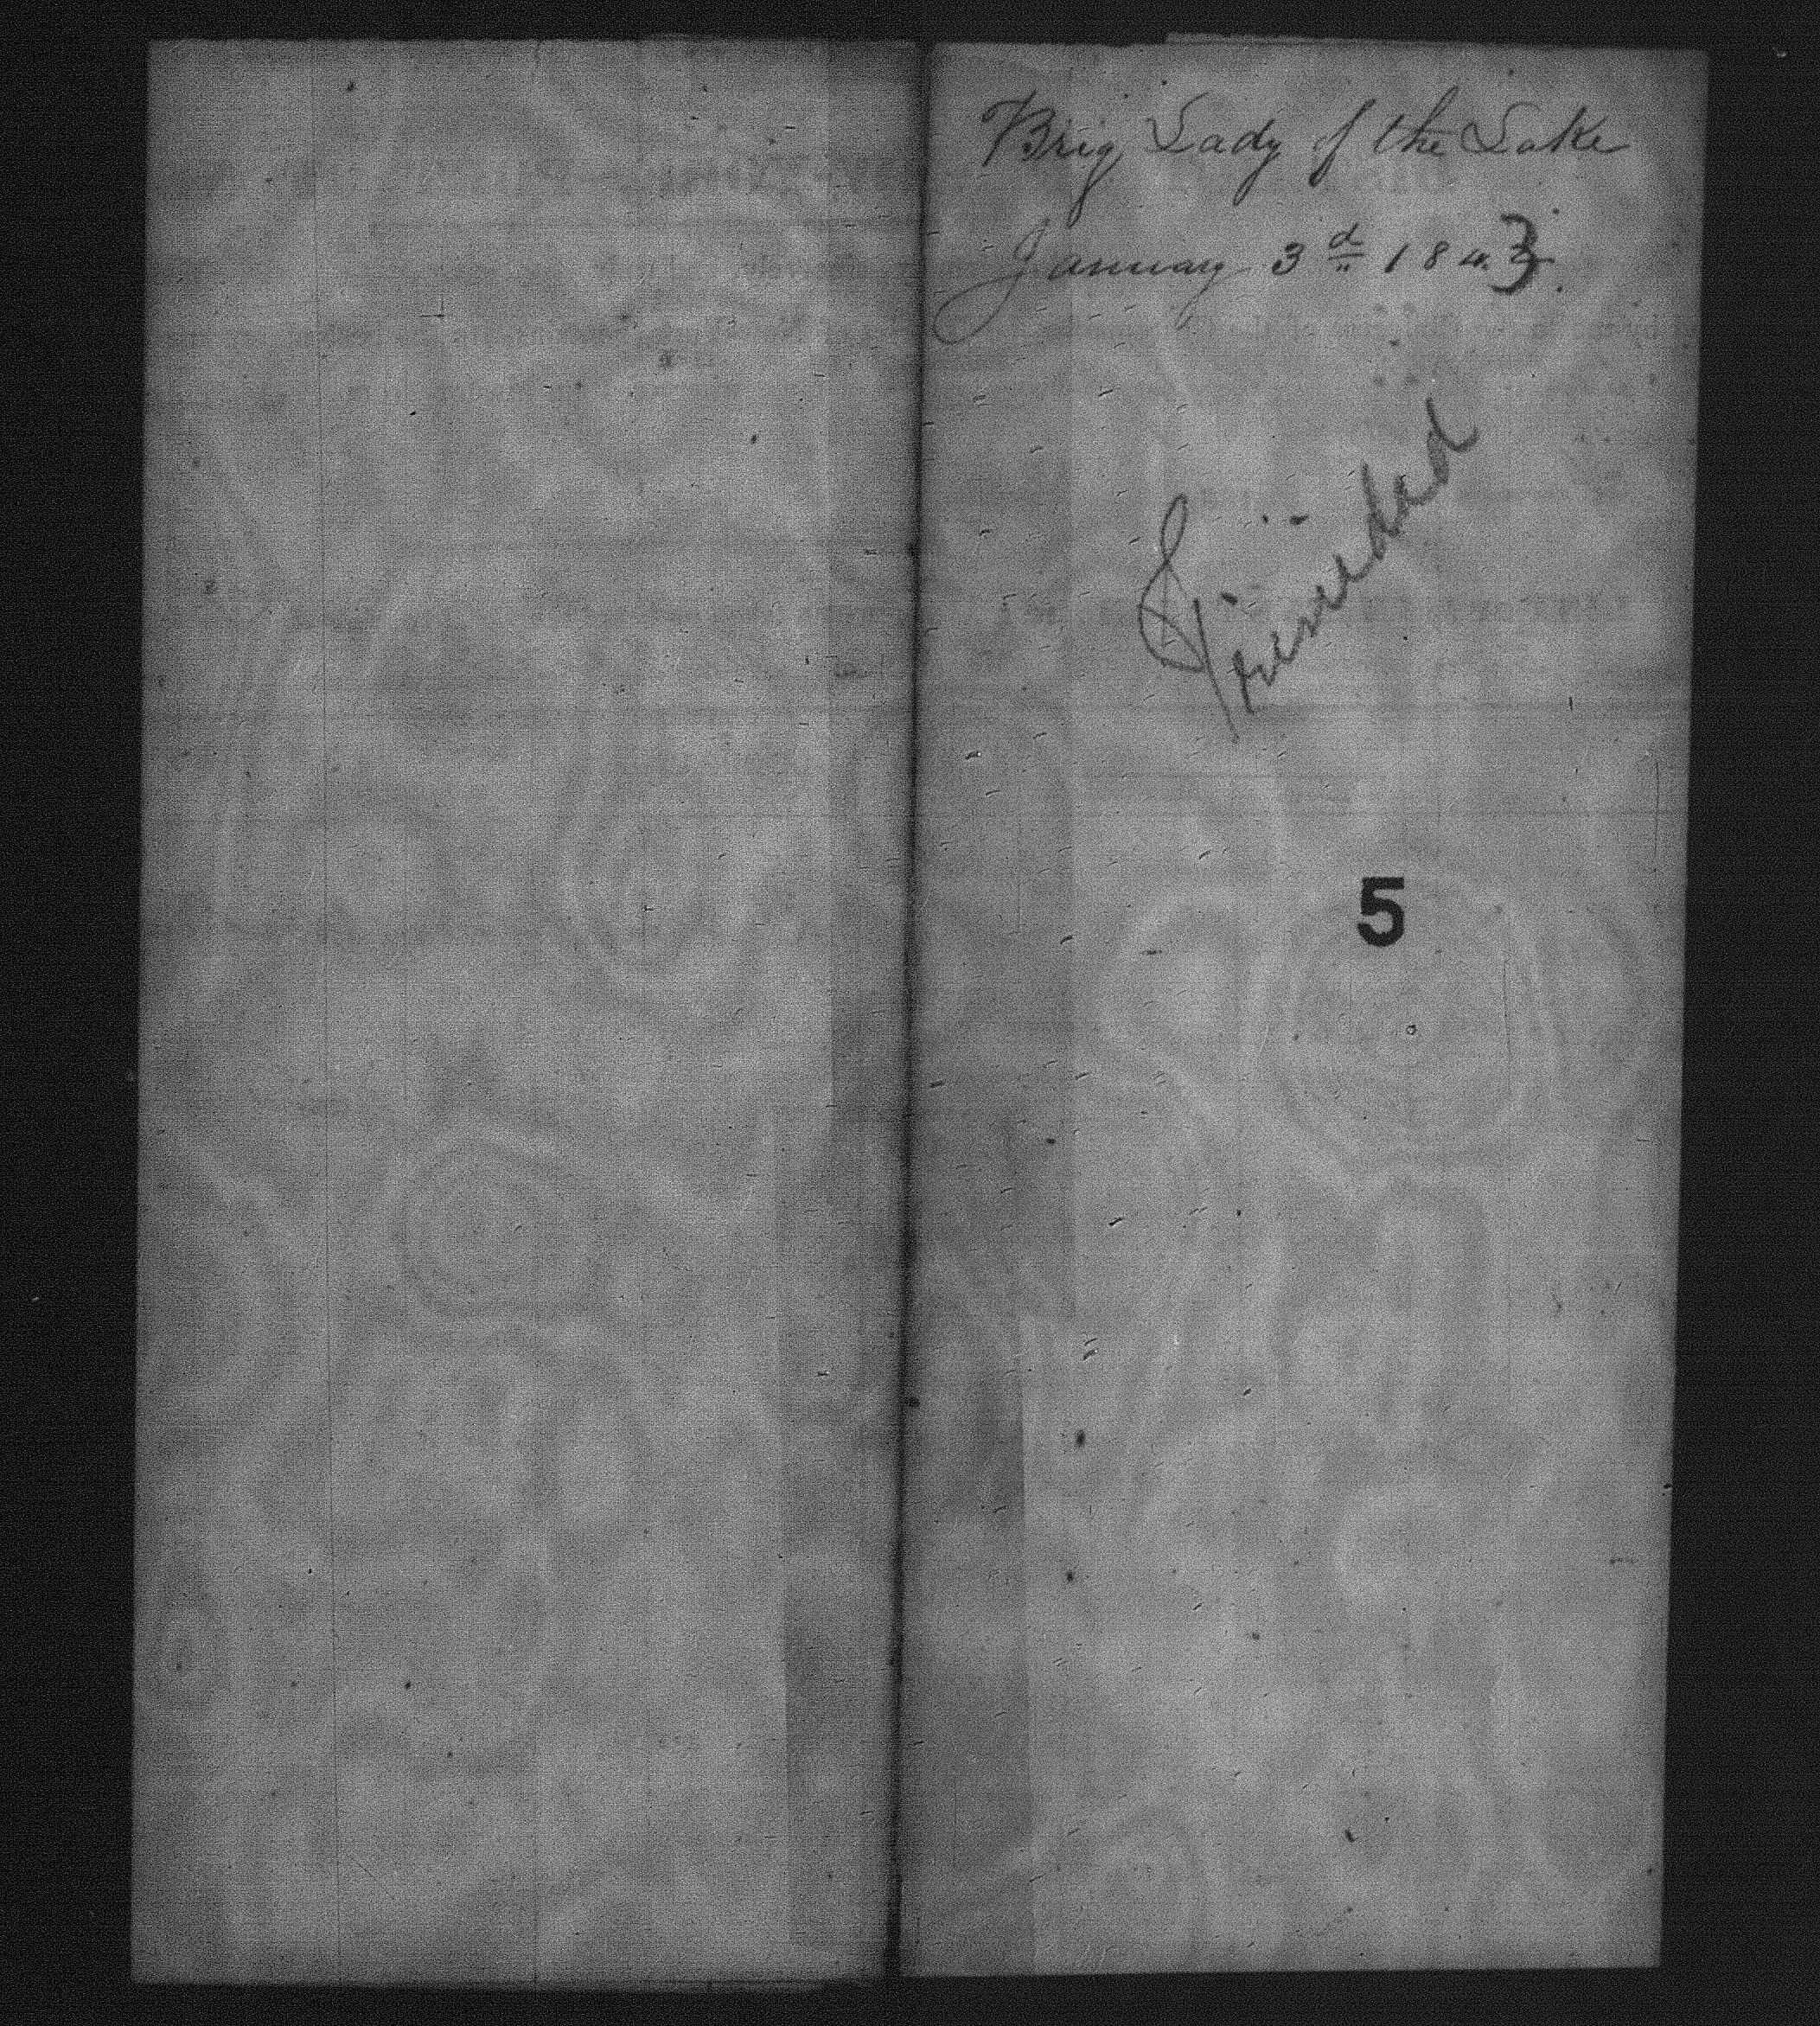 Brig Lady of the Lake
January 3d 1843.
Trinidad
5